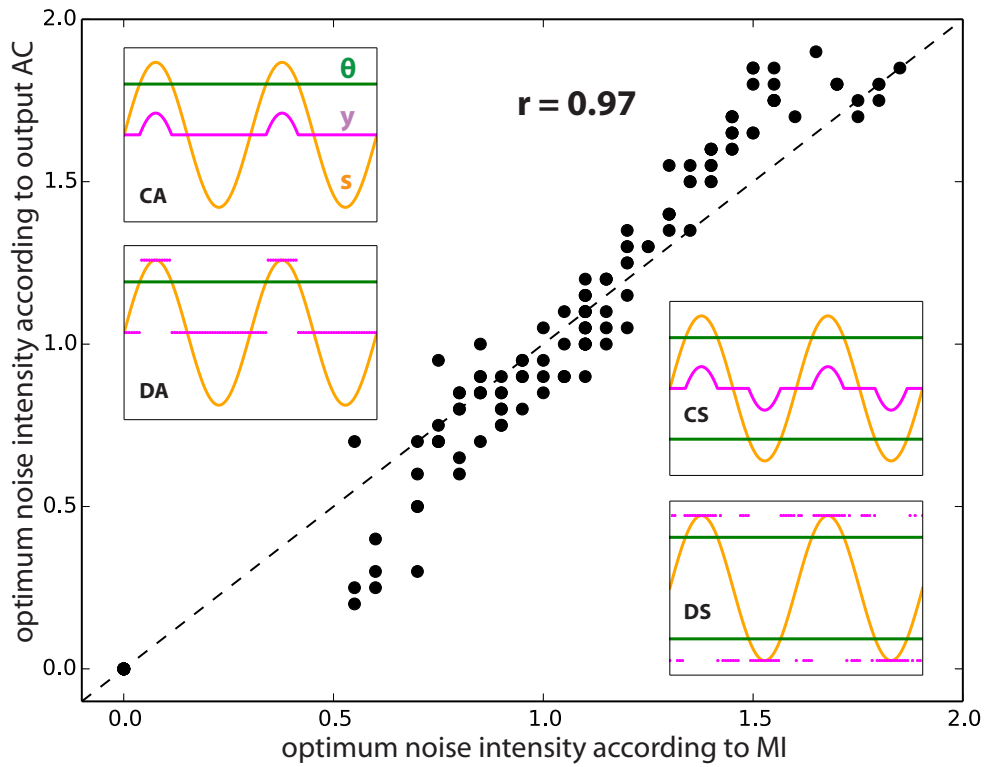 2.0
1.5
1.0
0.5
0.0
optimum noise intensity according to output AC
θ
y
s
CA
r = 0.97
DA
CS
DS
0.0 0.5 1.0 1.5 2.0
optimum noise intensity according to MI